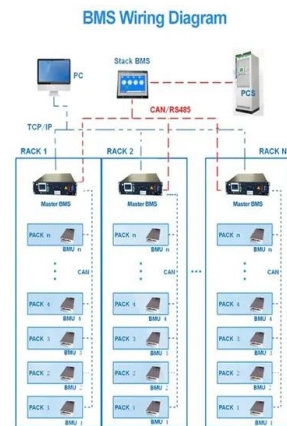 BMS Wiring Diagram
PC
Stack BMS
PCS
CAN/RS485
TCP/IP
RACK 1
RACK 2
RACK N
Master BMS
Master BMS
Master BMS
PACK n
BMU n
PACK n
BMU n
PACK n
BMU n
CAN
CAN
CAN
PACK 4
BMU 4
PACK 4
BMU 4
PACK 4
BMU 4
PACK 3
BMU 3
PACK 3
BMU 3
PACK 3
BMU 3
PACK 2
BMU 2
PACK 2
BMU 2
PACK 2
BMU 2
PACK 1
BMU 1
PACK 1
BMU 1
PACK 1
BMU 1